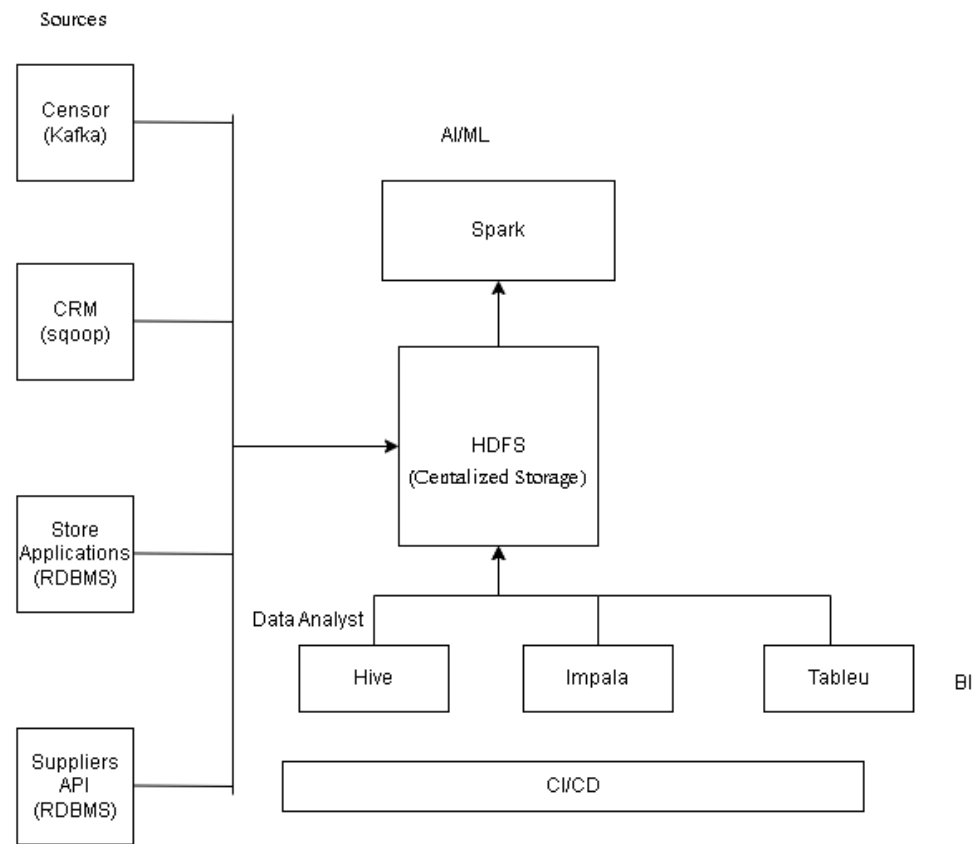 Sources
Censor
(Kafka)
AI/ML
Spark
CRM
(sqoop)
HDFS
(Centalized Storage)
Store
Applications
(RDBMS)
Data Analyst
Hive
Impala
Tableu
BI
Suppliers
API
(RDBMS)
CI/CD